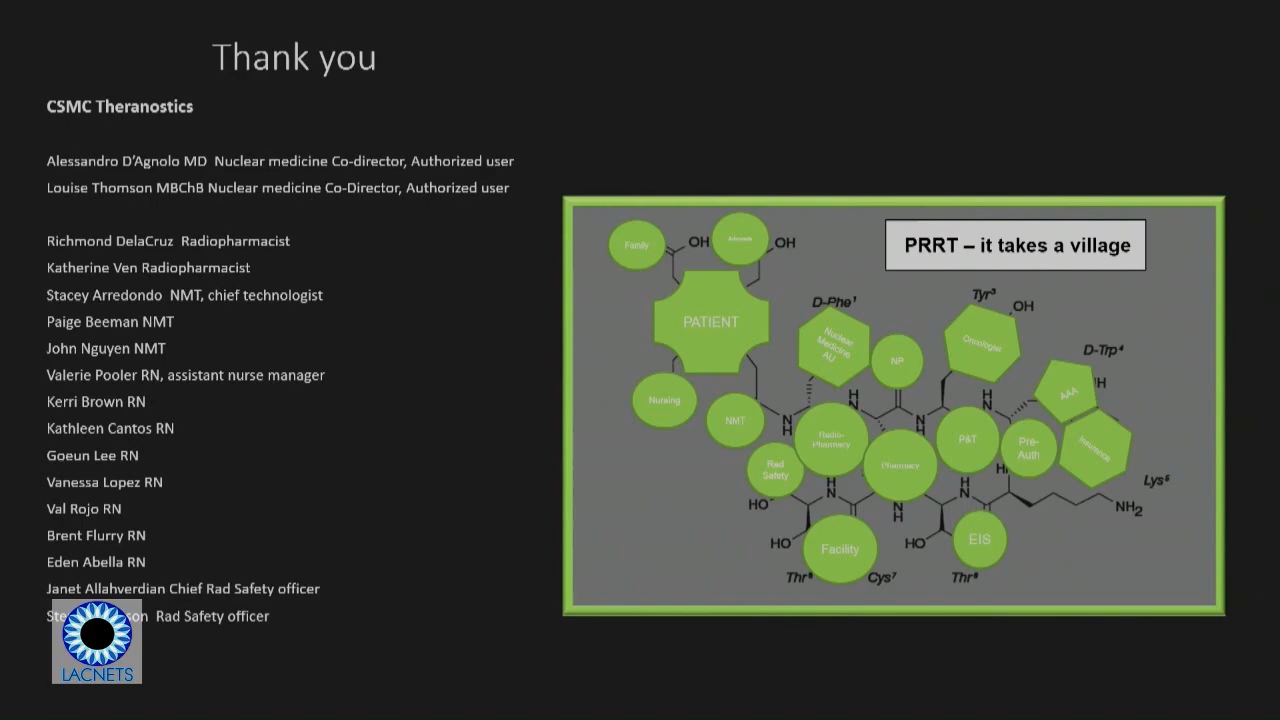 Thank you
CSMC Theranostics
Alessandro D'Agnolo MD  Nuclear medicine Co-director, Authorized user
Louise Thomson MBChB Nuclear medicine Co-Director, Authorized user
Richmond DelaCruz  Radiopharmacist
Katherine Ven Radiopharmacist
Stacey Arredondo  NMT, chief technologist
Paige Beeman NMT
John Nguyen NMT
Valerie Pooler RN, assistant nurse manager
Kerri Brown RN
Kathleen Cantos RN
Goeun Lee RN
Vanessa Lopez RN
Val Rojo RN
Brent Flurry RN
Eden Abella RN
Janet Allahverdian Chief Rad Safety officer
Rad Safety officer
LACNETS
PRRT – it takes a village
Family
OH
OH
PATIENT
D-Phe¹
Tyr³
OH
Nuclear
Medicine
AU
NP
Oncologist
D-Trp⁴
AAA
Nursing
NMT
N
H
H
N
N
H
H
N
Radio-
Pharmacy
Pharmacy
P&T
Pre-
Auth
Insurance
Rad
Safety
HO
H
N
N
H
H
N
Lys⁵
NH₂
HO
Facility
HO
EIS
Thr⁶
Cys⁷
Thr⁸